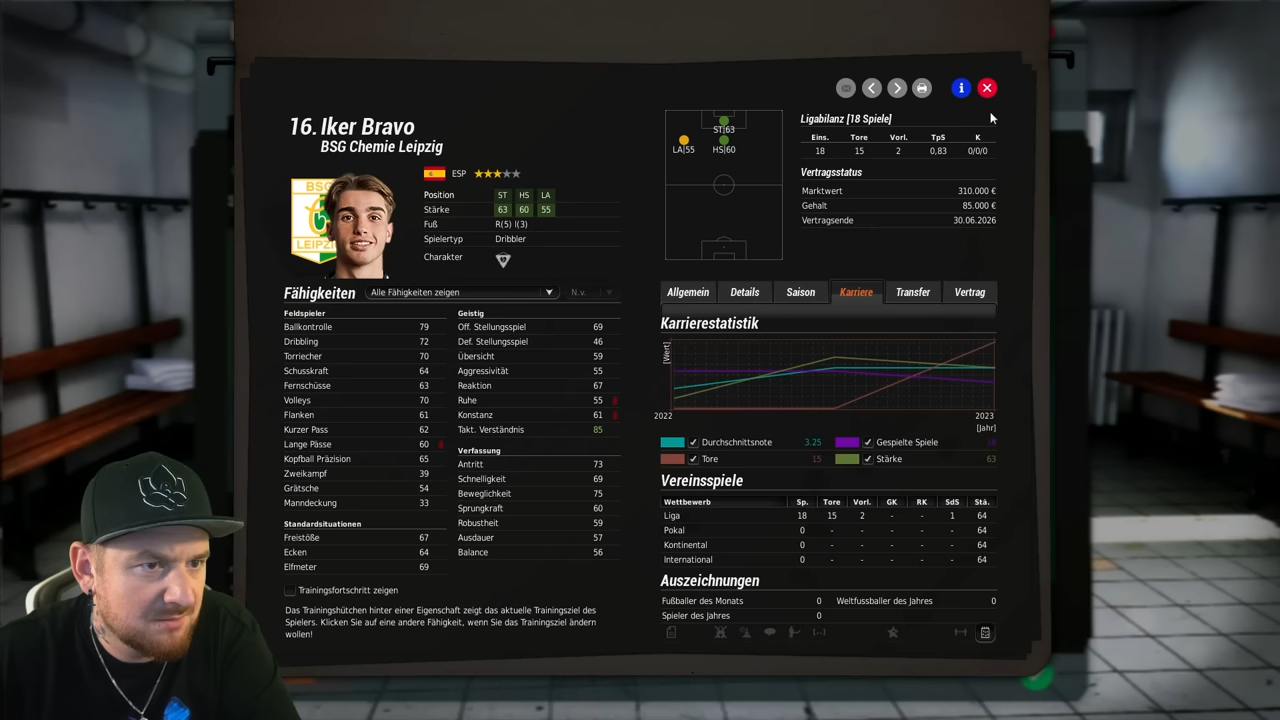 16. Iker Bravo
BSG Chemie Leipzig
BSG
LEIPZIG
ESP
Position ST HS LA
Stärke 63 60 55
Fuß R(5) l(3)
Spielertyp Dribbler
Charakter
Fähigkeiten Alle Fähigkeiten zeigen N.v.
Feldspieler
Ballkontrolle 79
Dribbling 72
Torriecher 70
Schusskraft 64
Fernschüsse 63
Volleys 70
Flanken 61
Kurzer Pass 62
Lange Pässe 60
Kopfball Präzision 65
Zweikampf 39
Grätsche 54
Manndeckung 33
Standardsituationen
Freistöße 67
Ecken 64
Elfmeter 69
Geistig
Off. Stellungsspiel 69
Def. Stellungsspiel 46
Übersicht 59
Aggressivität 55
Reaktion 67
Ruhe 55
Konstanz 61
Takt. Verständnis 85
Verfassung
Antritt 73
Schnelligkeit 69
Beweglichkeit 75
Sprungkraft 60
Robustheit 59
Ausdauer 57
Balance 56
Trainingsfortschritt zeigen
Das Trainingshütchen hinter einer Eigenschaft zeigt das aktuelle Trainingsziel des
Spielers. Klicken Sie auf eine andere Fähigkeit, wenn Sie das Trainingsziel ändern
wollen!
ST|63
LA|55 HS|60
Ligabilanz [18 Spiele]
Eins. Tore Vorl. TpS K
18 15 2 0,83 0/0/0
Vertragsstatus
Marktwert 310.000 €
Gehalt 85.000 €
Vertragsende 30.06.2026
Allgemein Details Saison Karriere Transfer Vertrag
Karrierestatistik
[Wert]
2022 2023
[Jahr]
Durchschnittsnote 3.25 Gespielte Spiele 18
Tore 15 Stärke 63
Vereinsspiele
Wettbewerb Sp. Tore Vorl. GK RK SdS Stä.
Liga 18 15 2 - - 1 64
Pokal 0 - - - - - 64
Kontinental 0 - - - - - 64
International 0 - - - - - 64
Auszeichnungen
Fußballer des Monats 0 Weltfussballer des Jahres 0
Spieler des Jahres 0